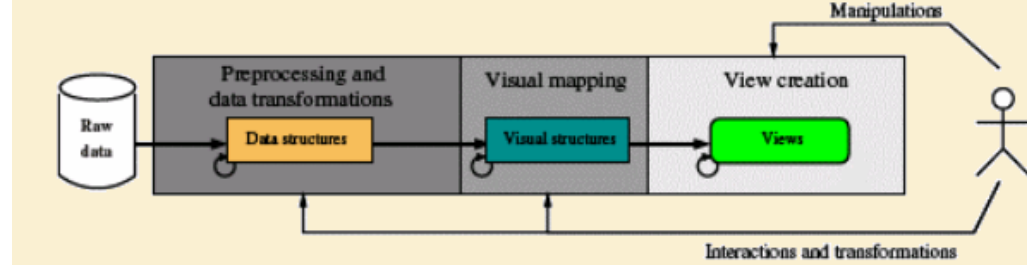 Manipulations
Preprocessing and
data transformations
Visual mapping
View creation
Raw
data
Data structures
Visual structures
Views
Interactions and transformations